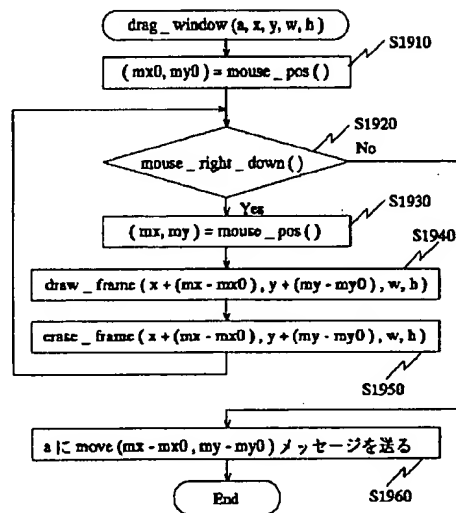 drag_window (a, x, y, w, h)
S1910
(mx0, my0) = mouse_pos ()
S1920
mouse_right_down ()
No
Yes
S1930
(mx, my) = mouse_pos ()
S1940
draw_frame (x + (mx - mx0), y + (my - my0), w, h)
erase_frame (x + (mx - mx0), y + (my - my0), w, h)
S1950
a に move (mx - mx0, my - my0) メッセージを送る
S1960
End